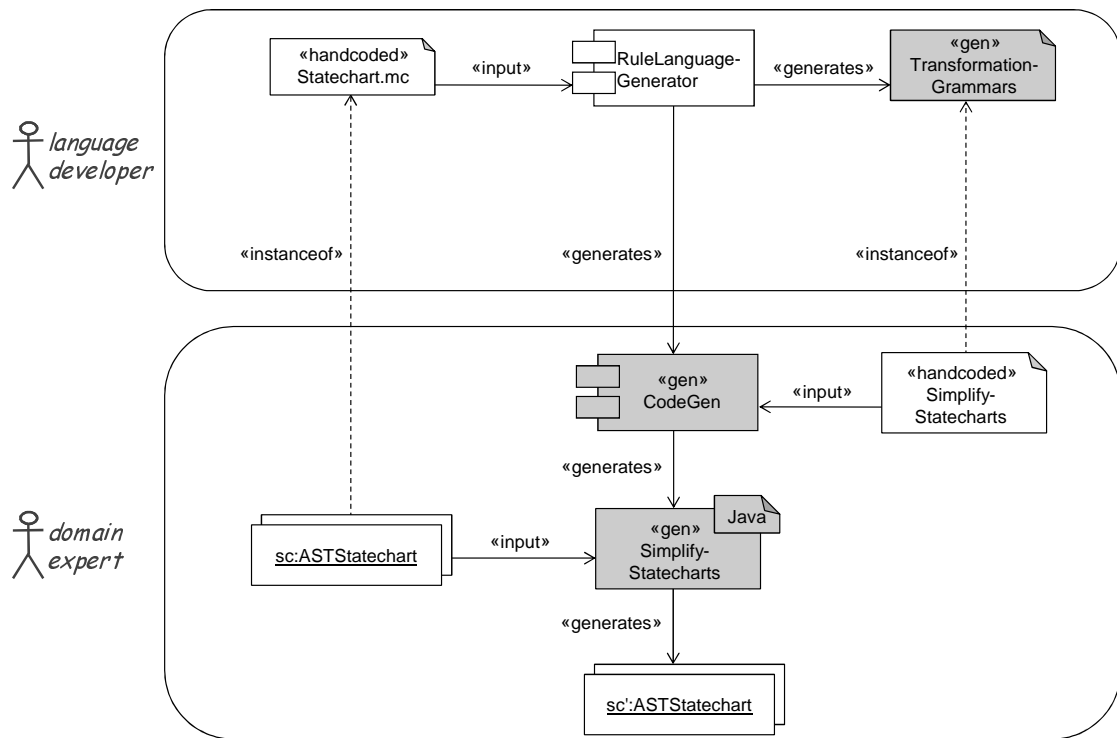 «handcoded»
Statechart.mc
«input»
RuleLanguage-
Generator
«generates»
«gen»
Transformation-
Grammars
language
developer
«instanceof»
«generates»
«instanceof»
«gen»
CodeGen
«input»
«handcoded»
Simplify-
Statecharts
«generates»
domain
expert
sc:ASTStatechart
«input»
Java
«gen»
Simplify-
Statecharts
«generates»
sc':ASTStatechart